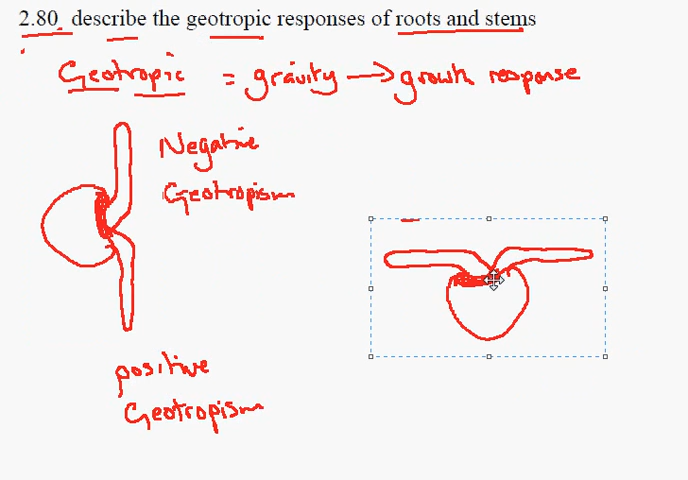 2.80 describe the geotropic responses of roots and stems
Geotropic = gravity → growth response
Negative
Geotropism
positive
Geotropism